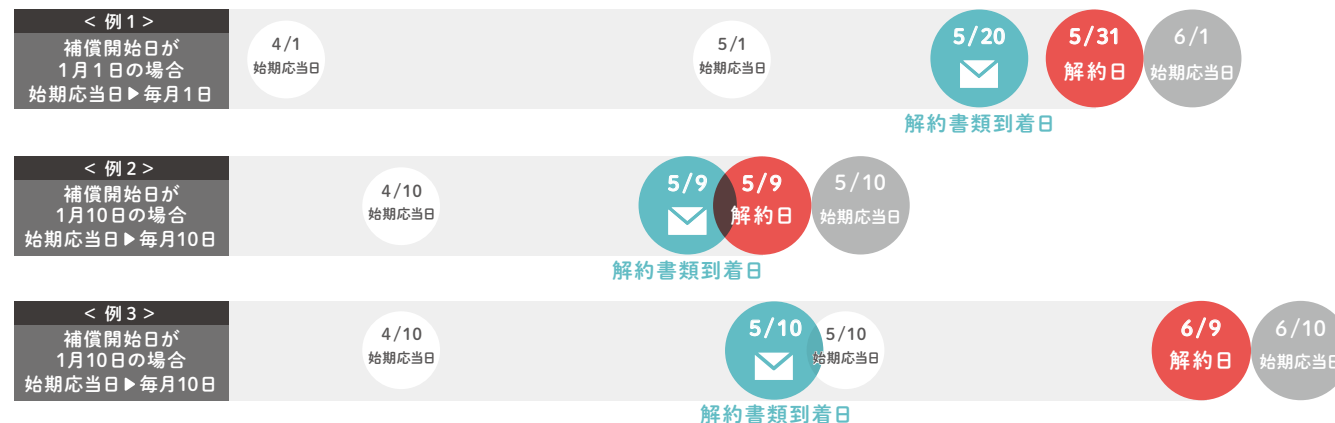 < 例1 >
補償開始日が
1月1日の場合
始期応当日▶毎月1日
4/1
始期応当日
5/1
始期応当日
5/20
5/31
解約日
6/1
始期応当日
解約書類到着日
< 例2 >
補償開始日が
1月10日の場合
始期応当日▶毎月10日
4/10
始期応当日
5/9
5/9
解約日
5/10
始期応当日
解約書類到着日
< 例3 >
補償開始日が
1月10日の場合
始期応当日▶毎月10日
4/10
始期応当日
5/10
5/10
始期応当日
6/9
解約日
6/10
始期応当日
解約書類到着日